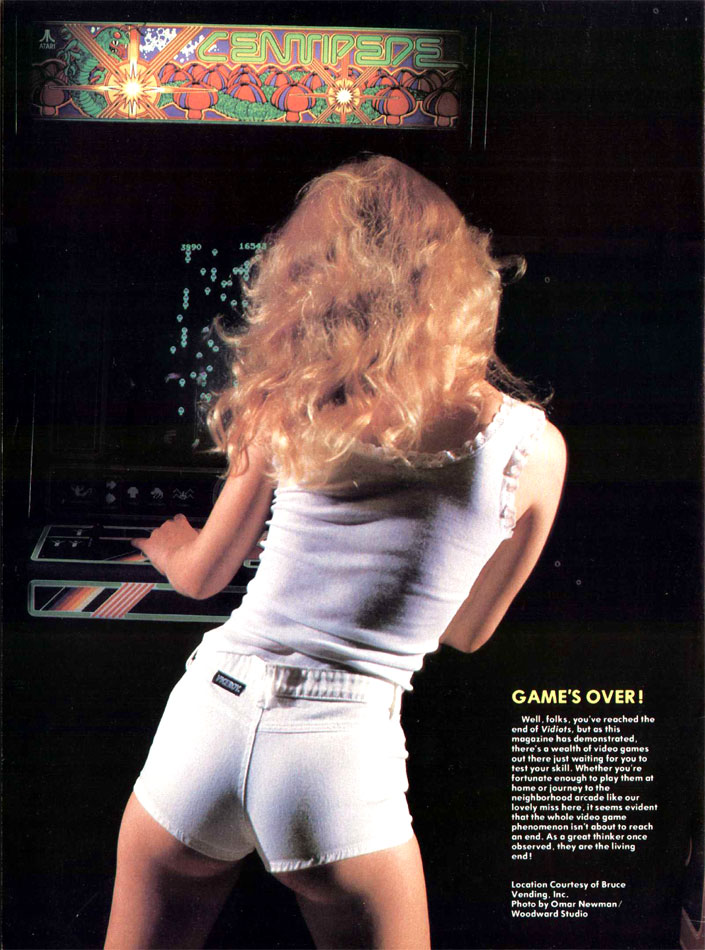 ATARI
CENTIPEDE
3890 16543
GAME'S OVER!
Well, folks, you've reached the
end of Vidiots, but as this
magazine has demonstrated,
there's a wealth of video games
out there just waiting for you to
test your skill. Whether you're
fortunate enough to play them at
home or journey to the
neighborhood arcade like our
lovely miss here, it seems evident
that the whole video game
phenomenon isn't about to reach
an end. As a great thinker once
observed, they are the living
end!
Location Courtesy of Bruce
Vending, Inc.
Photo by Omar Newman/
Woodward Studio